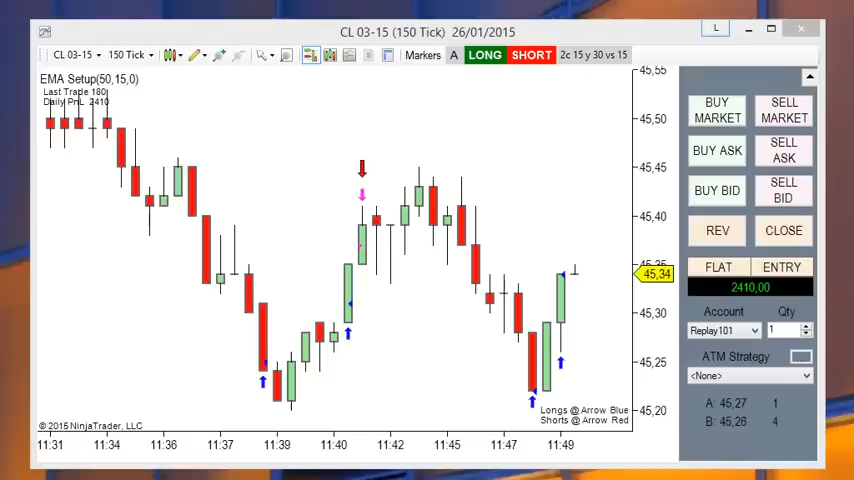 CL 03-15 (150 Tick) 26/01/2015
L
CL 03-15 150 Tick Markers A LONG SHORT 2c 15 y 30 vs 15
EMA Setup(50,15,0)
Last Trade 180
Daily PnL 2410
45,55
45,50
45,45
45,40
45,35
45,34
45,30
45,25
45,20
Longs @ Arrow Blue
Shorts @ Arrow Red
© 2015 NinjaTrader, LLC
11:31 11:34 11:36 11:37 11:39 11:40 11:42 11:45 11:47 11:49
BUY MARKET
SELL MARKET
BUY ASK
SELL ASK
BUY BID
SELL BID
REV CLOSE
FLAT ENTRY
2410,00
Account Qty
Replay101 1
ATM Strategy
<None>
A: 45,27 1
B: 45,26 4